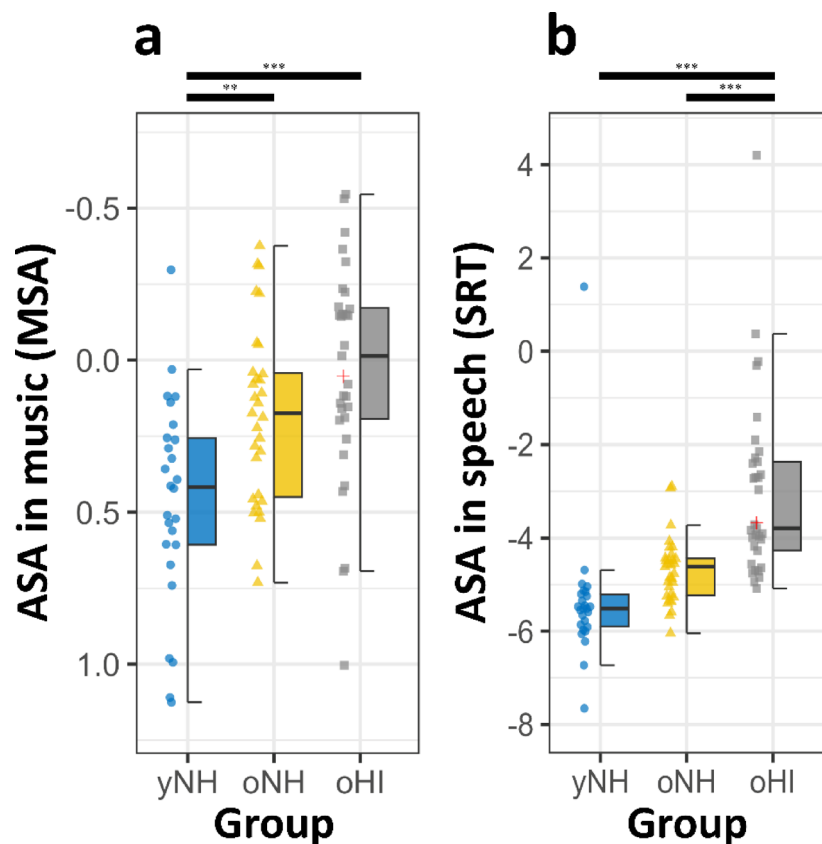 a
***
**
ASA in music (MSA)
-0.5
0.0
0.5
1.0
yNH oNH oHI
Group
b
***
***
ASA in speech (SRT)
4
2
0
-2
-4
-6
-8
yNH oNH oHI
Group